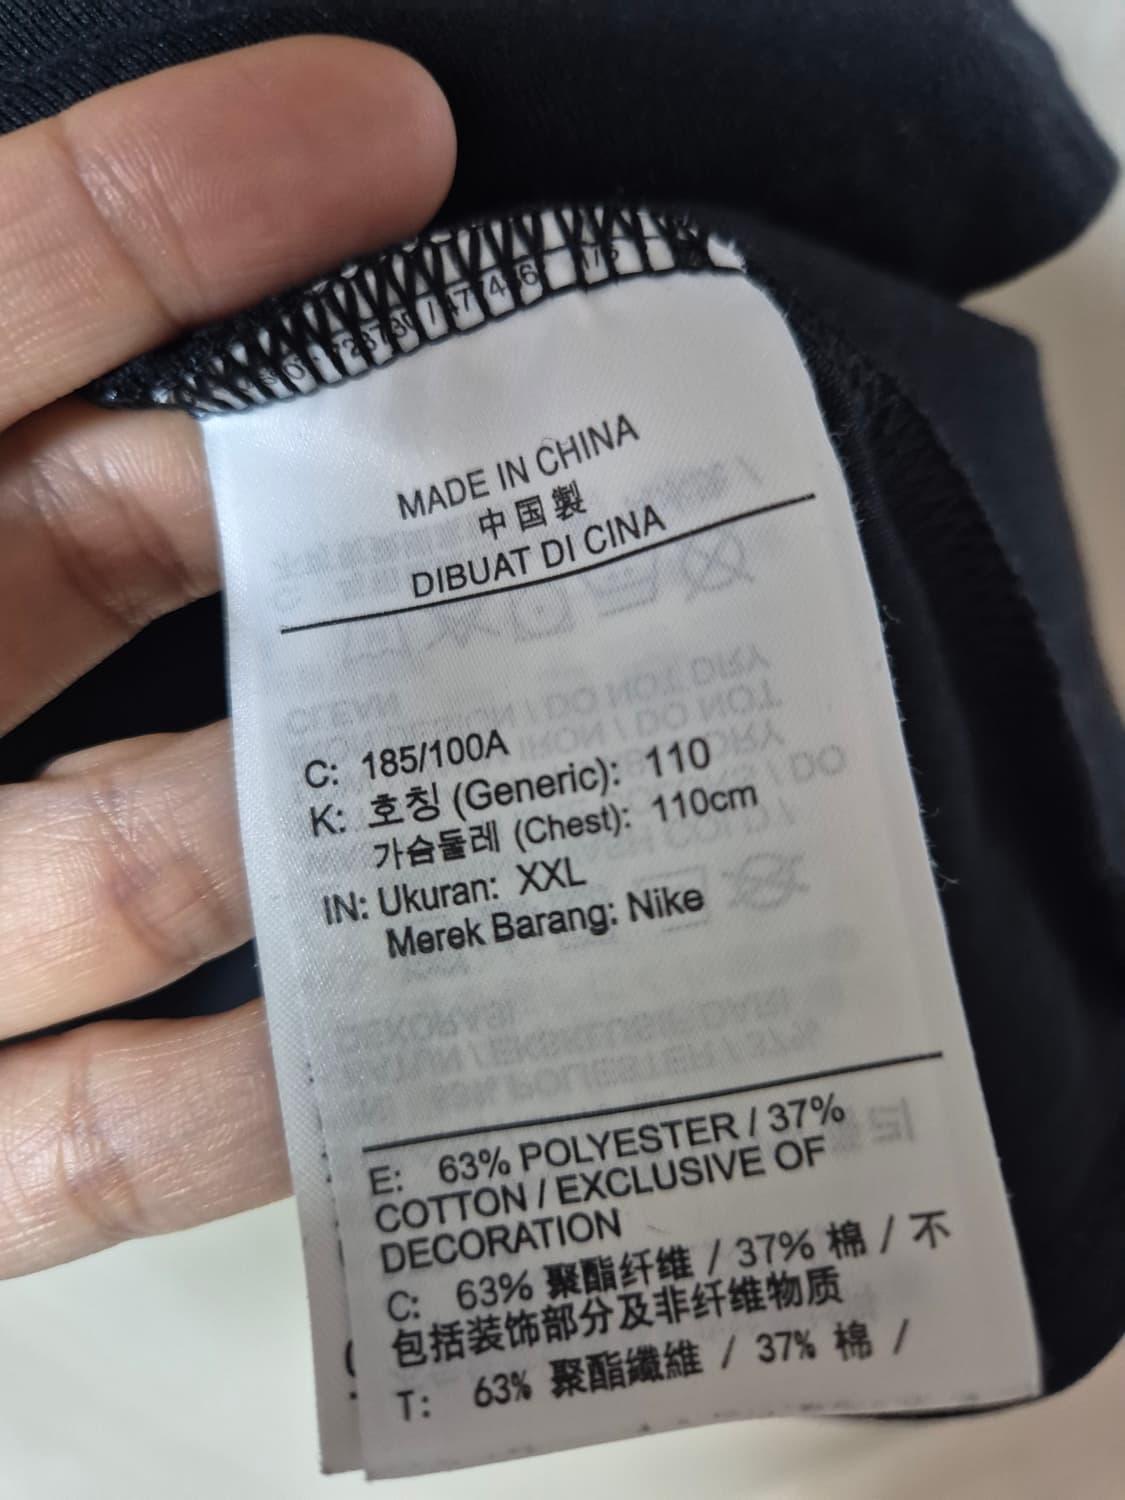 MADE IN CHINA
中国製
DIBUAT DI CINA
C: 185/100A
K: 호칭 (Generic): 110
가슴둘레 (Chest): 110cm
IN: Ukuran: XXL
Merek Barang: Nike
E: 63% POLYESTER / 37%
COTTON / EXCLUSIVE OF
DECORATION
C: 63% 聚酯纤维 / 37% 棉 / 不
包括装饰部分及非纤维物质
T: 63% 聚酯纖維 / 37% 棉 /